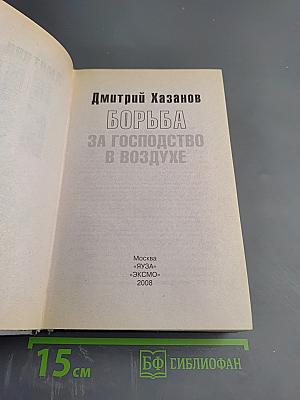 Дмитрий Хазанов
БОРЬБА
ЗА ГОСПОДСТВО
В ВОЗДУХЕ
Москва
«ЯУЗА»
«ЭКСМО»
2008
15 см
БФ БИБЛИОФАН